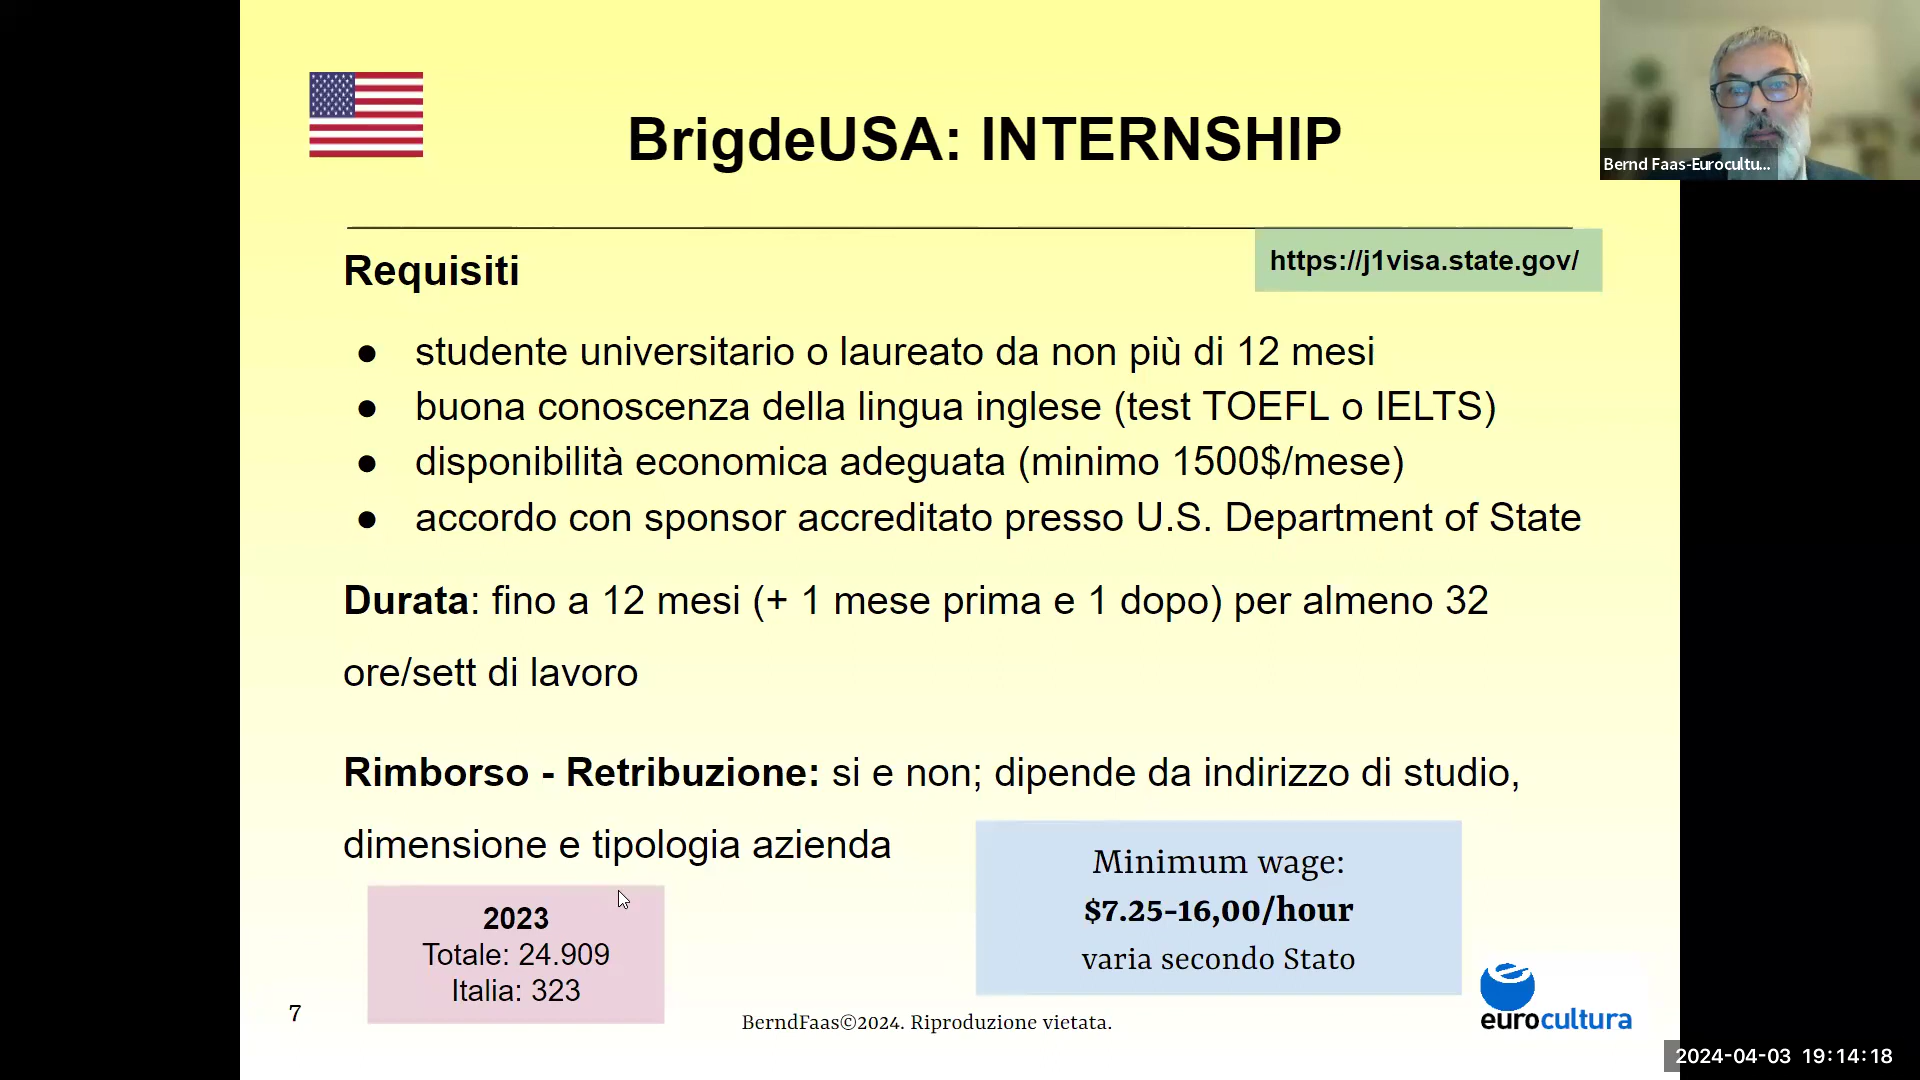 BrigdeUSA: INTERNSHIP
Bernd Faas-Eurocultu...
Requisiti
https://j1visa.state.gov/
● studente universitario o laureato da non più di 12 mesi
● buona conoscenza della lingua inglese (test TOEFL o IELTS)
● disponibilità economica adeguata (minimo 1500$/mese)
● accordo con sponsor accreditato presso U.S. Department of State
Durata: fino a 12 mesi (+ 1 mese prima e 1 dopo) per almeno 32
ore/sett di lavoro
Rimborso - Retribuzione: si e non; dipende da indirizzo di studio,
dimensione e tipologia azienda
Minimum wage:
$7.25-16,00/hour
varia secondo Stato
2023
Totale: 24.909
Italia: 323
7
BerndFaas©2024. Riproduzione vietata.
eurocultura
2024-04-03 19:14:18